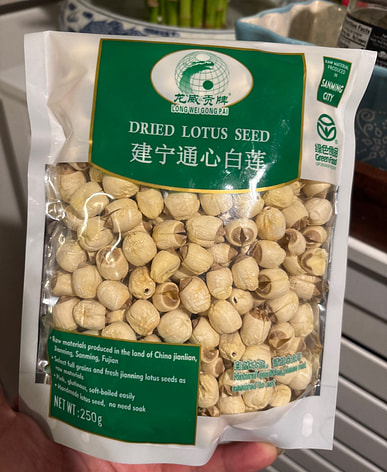 龙威贡牌
LONG WEI GONG PAI
DRIED LOTUS SEED
建宁通心白莲
RAW MATERIAL
PRODUCED
IN
SANMING
CITY
绿色食品
GreenFood
• Raw materials produced in the land of China jianlian,
Jianning, Sanming, Fujian
• Select full grains and fresh jianning lotus seeds as
raw materials
• Pure, glutinous, soft-boiled easily
• Handmade lotus seed, no need soak
NET WT: 250g